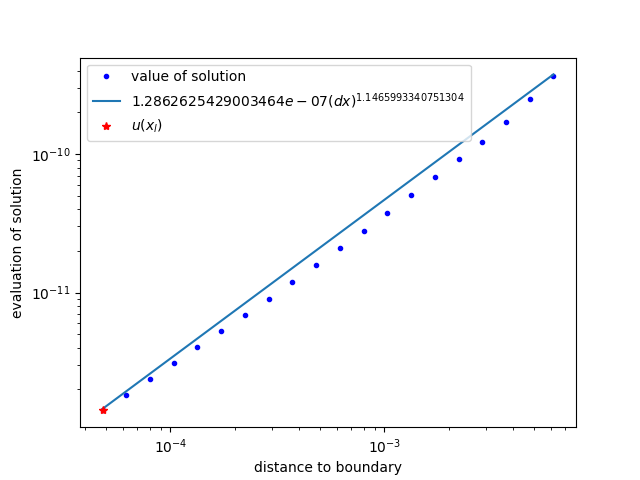 value of solution
1.2862625429003464e − 07(dx)^1.1465993340751304
u(x_l)
10^−10
10^−11
evaluation of solution
10^−4
10^−3
distance to boundary